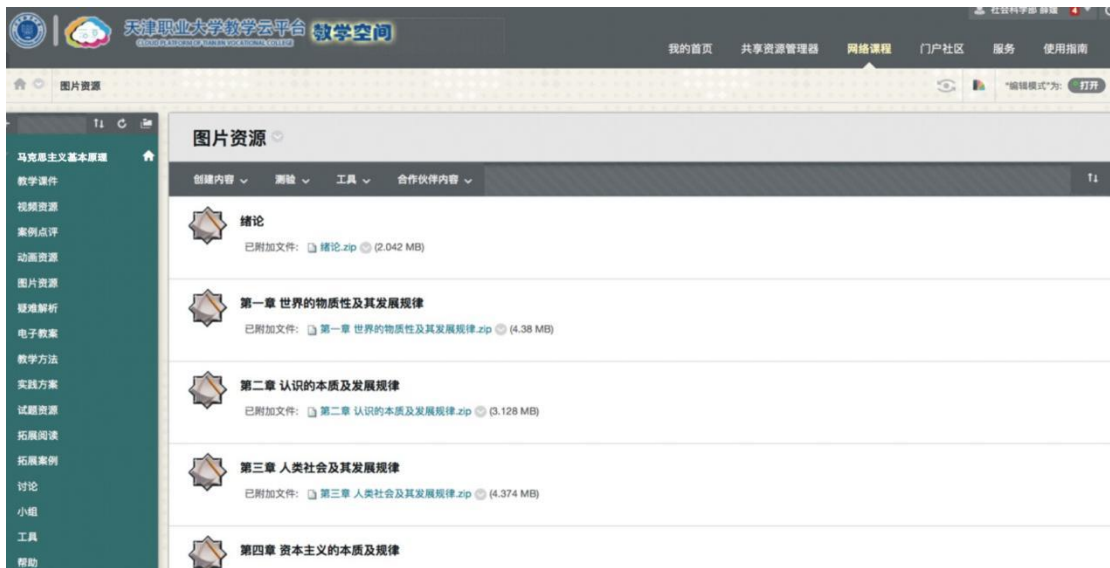 社会科学部 薛媛 4
天津职业大学教学云平台 教学空间
CLOUD PLATFORM OF TIANJIN VOCATIONAL COLLEGE
我的首页 共享资源管理器 网络课程 门户社区 服务 使用指南
图片资源 "编辑模式"为: 打开
马克思主义基本原理
教学课件
视频资源
案例点评
动画资源
图片资源
疑难解析
电子教案
教学方法
实践方案
试题资源
拓展阅读
拓展案例
讨论
小组
工具
帮助
图片资源
创建内容 测验 工具 合作伙伴内容
绪论
已附加文件: 绪论.zip (2.042 MB)
第一章 世界的物质性及其发展规律
已附加文件: 第一章 世界的物质性及其发展规律.zip (4.38 MB)
第二章 认识的本质及发展规律
已附加文件: 第二章 认识的本质及发展规律.zip (3.128 MB)
第三章 人类社会及其发展规律
已附加文件: 第三章 人类社会及其发展规律.zip (4.374 MB)
第四章 资本主义的本质及规律